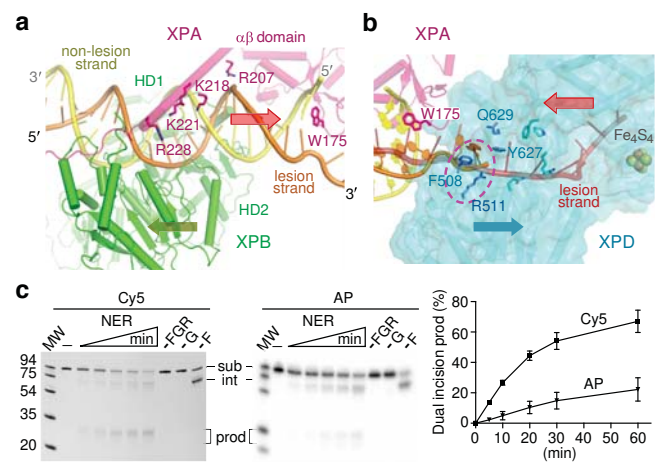 a
XPA
αβ domain
non-lesion
strand
HD1
3′
K218
R207
5′
5′
K221
R228
W175
lesion
strand
3′
HD2
XPB
b
XPA
W175
Q629
Fe4S4
Y627
F508
R511
lesion
strand
XPD
c
Cy5
MW
–
NER
min
-FGR
-G
-F
94
75
55
54
35
20
sub
int
prod
AP
MW
–
NER
min
-FGR
-G
-F
Dual incision prod (%)
80
60
40
20
0
Cy5
AP
0 10 20 30 40 50 60
(min)